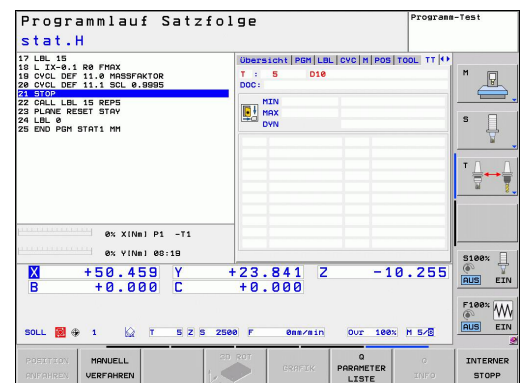 Programmlauf Satzfolge
Programm-Test
stat.H
17 LBL 15
18 L IX-0.1 R0 FMAX
19 CYCL DEF 11.0 MASSFAKTOR
20 CYCL DEF 11.1 SCL 0.9995
21 STOP
22 CALL LBL 15 REP5
23 PLANE RESET STAY
24 LBL 0
25 END PGM STAT1 MM
Übersicht PGM LBL CYC M POS TOOL TT
T : 5 D10
DOC:
MIN
MAX
DYN
M
S
T
0% X[Nm] P1 -T1
0% Y[Nm] 08:19
X +50.459 Y +23.841 Z -10.255
B +0.000 C +0.000
SOLL 1 T 5 Z S 2500 F 0mm/min Ovr 100% M 5/8
S100%
AUS EIN
F100%
AUS EIN
POSITION ANFAHREN
MANUELL VERFAHREN
3D ROT
GRAFIK
Q PARAMETER LISTE
Q INFO
INTERNER STOPP